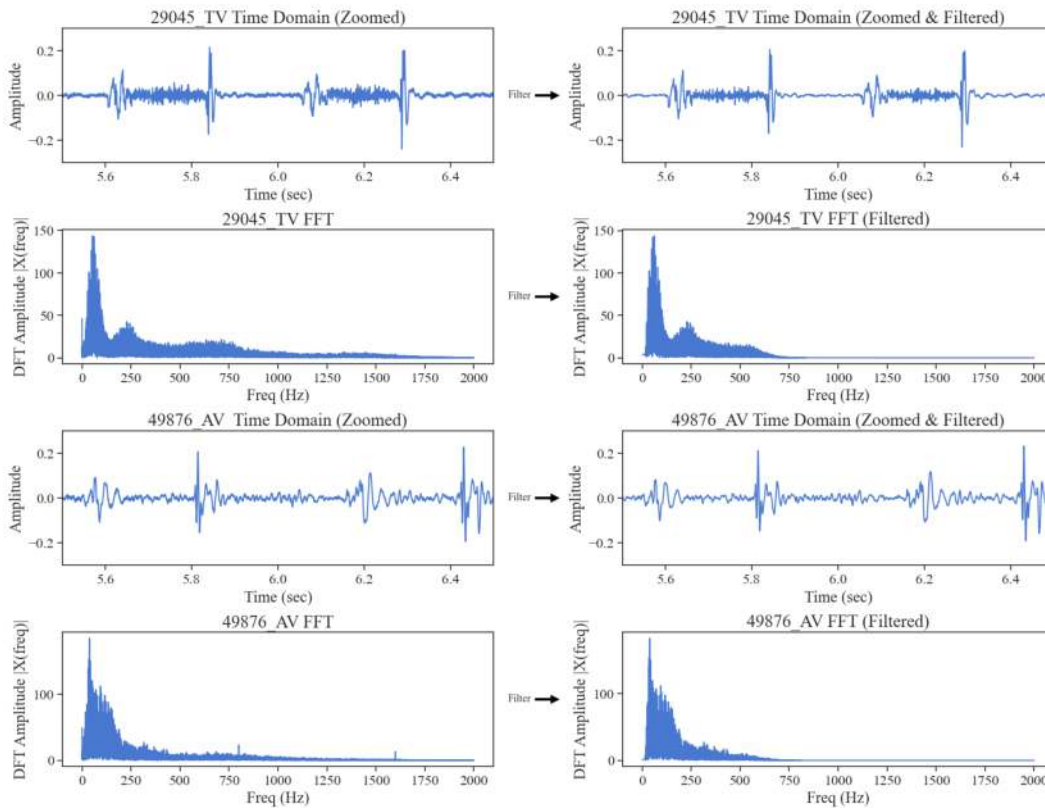 29045_TV Time Domain (Zoomed)
Amplitude
0.2
0.0
−0.2
5.6 5.8 6.0 6.2 6.4
Time (sec)
Filter
29045_TV Time Domain (Zoomed & Filtered)
Amplitude
0.2
0.0
−0.2
5.6 5.8 6.0 6.2 6.4
Time (sec)
29045_TV FFT
DFT Amplitude |X(freq)|
150
100
50
0
0 250 500 750 1000 1250 1500 1750 2000
Freq (Hz)
Filter
29045_TV FFT (Filtered)
DFT Amplitude |X(freq)|
150
100
50
0
0 250 500 750 1000 1250 1500 1750 2000
Freq (Hz)
49876_AV Time Domain (Zoomed)
Amplitude
0.2
0.0
−0.2
5.6 5.8 6.0 6.2 6.4
Time (sec)
Filter
49876_AV Time Domain (Zoomed & Filtered)
Amplitude
0.2
0.0
−0.2
5.6 5.8 6.0 6.2 6.4
Time (sec)
49876_AV FFT
DFT Amplitude |X(freq)|
100
0
0 250 500 750 1000 1250 1500 1750 2000
Freq (Hz)
Filter
49876_AV FFT (Filtered)
DFT Amplitude |X(freq)|
100
0
0 250 500 750 1000 1250 1500 1750 2000
Freq (Hz)